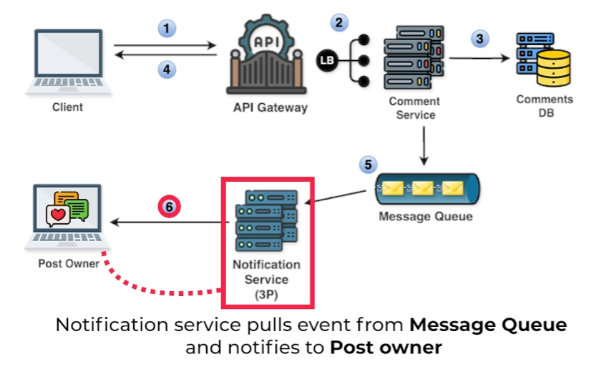 1
2
3
4
5
6
API
LB
Client
API Gateway
Comment
Service
Comments
DB
Message Queue
Post Owner
Notification
Service
(3P)
Notification service pulls event from Message Queue
and notifies to Post owner